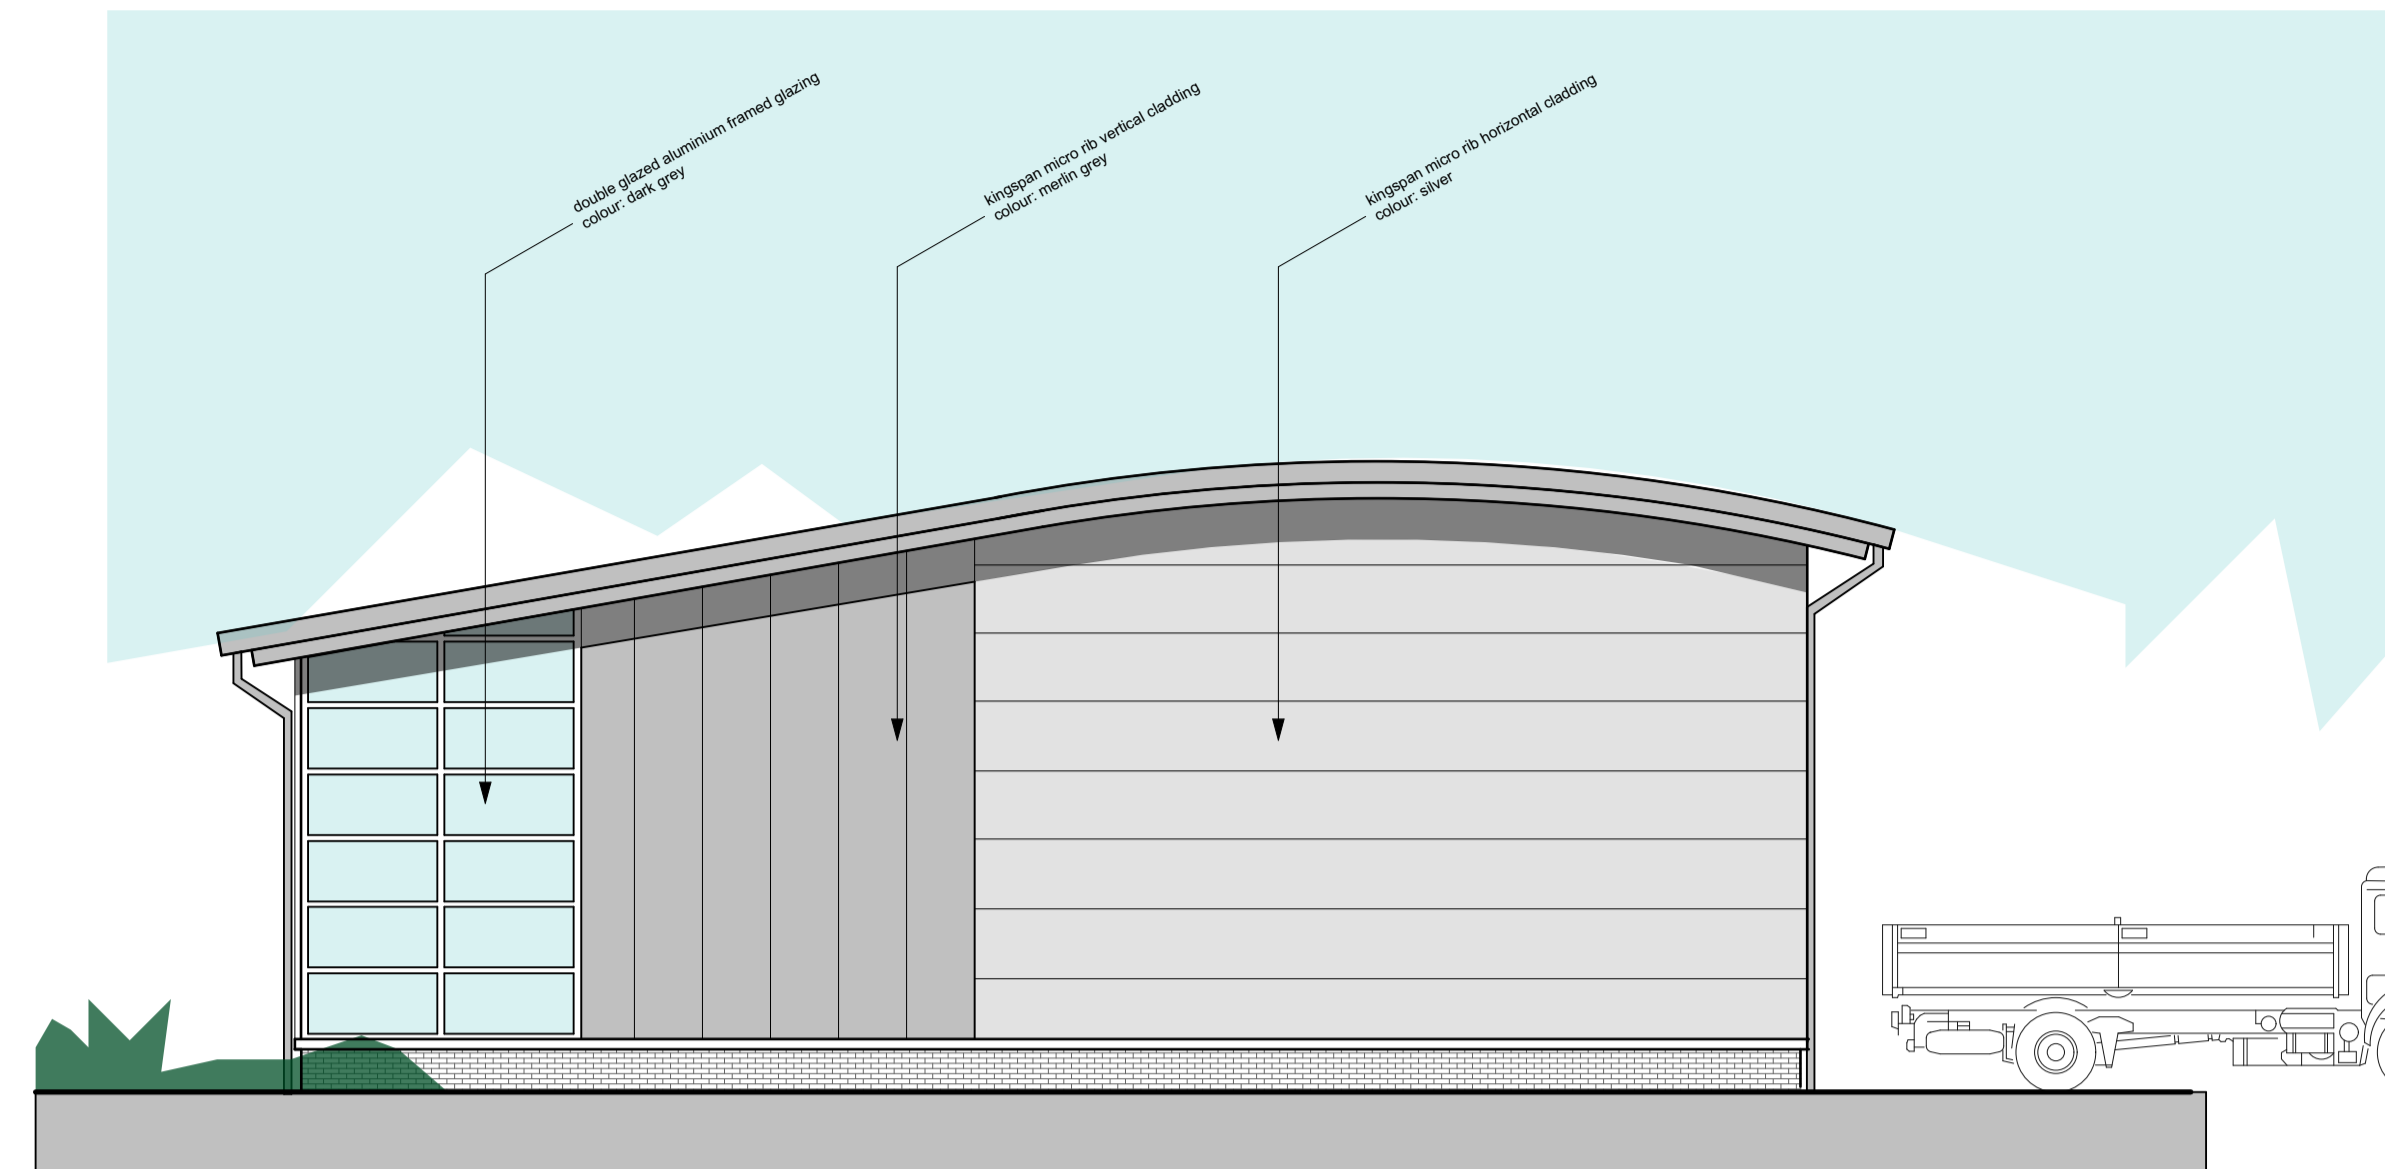 double glazed aluminium framed glazing
colour: dark grey
kingspan micro rib vertical cladding
colour: merlin grey
kingspan micro rib horizontal cladding
colour: silver